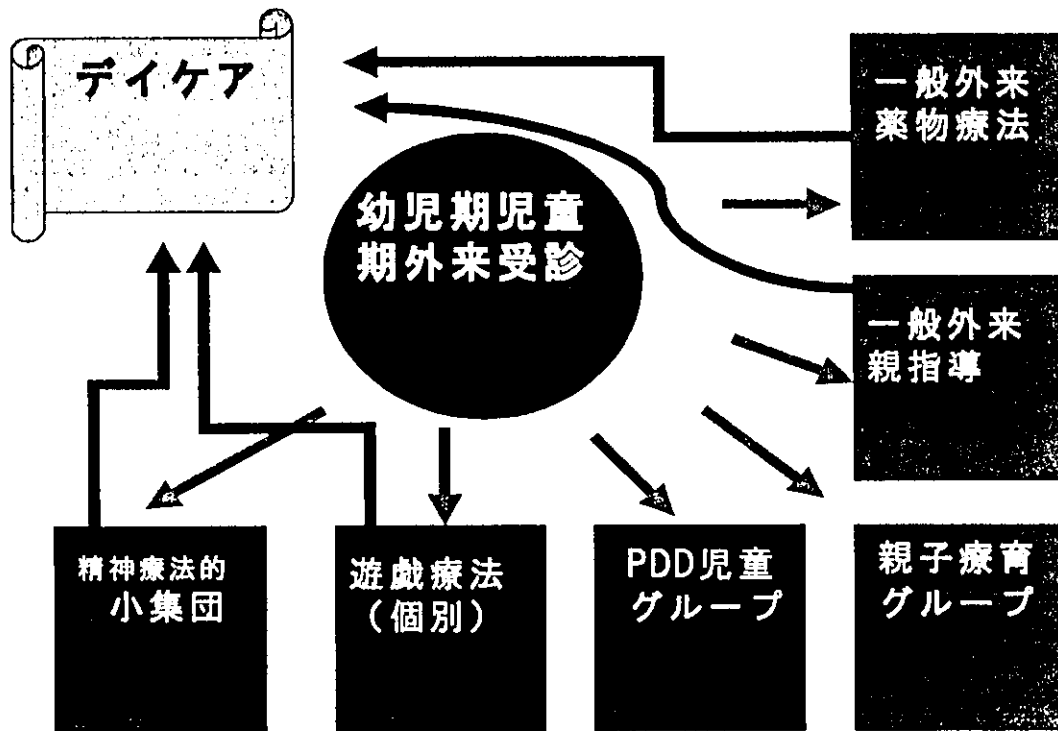 デイケア
一般外来
薬物療法
幼児期児童
期外来受診
一般外来
親指導
精神療法的
小集団
遊戯療法
（個別）
PDD児童
グループ
親子療育
グループ